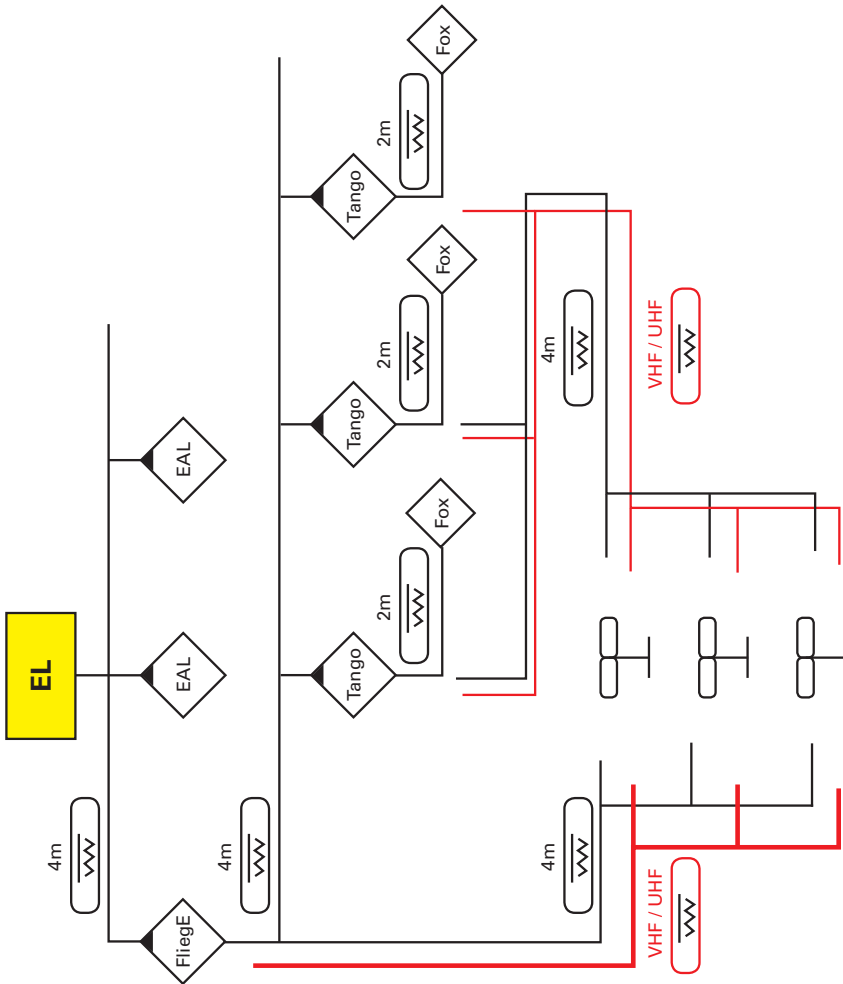 EL
4m
FliegE
EAL
EAL
4m
Tango
Tango
Tango
2m
2m
2m
Fox
Fox
Fox
4m
4m
VHF / UHF
VHF / UHF